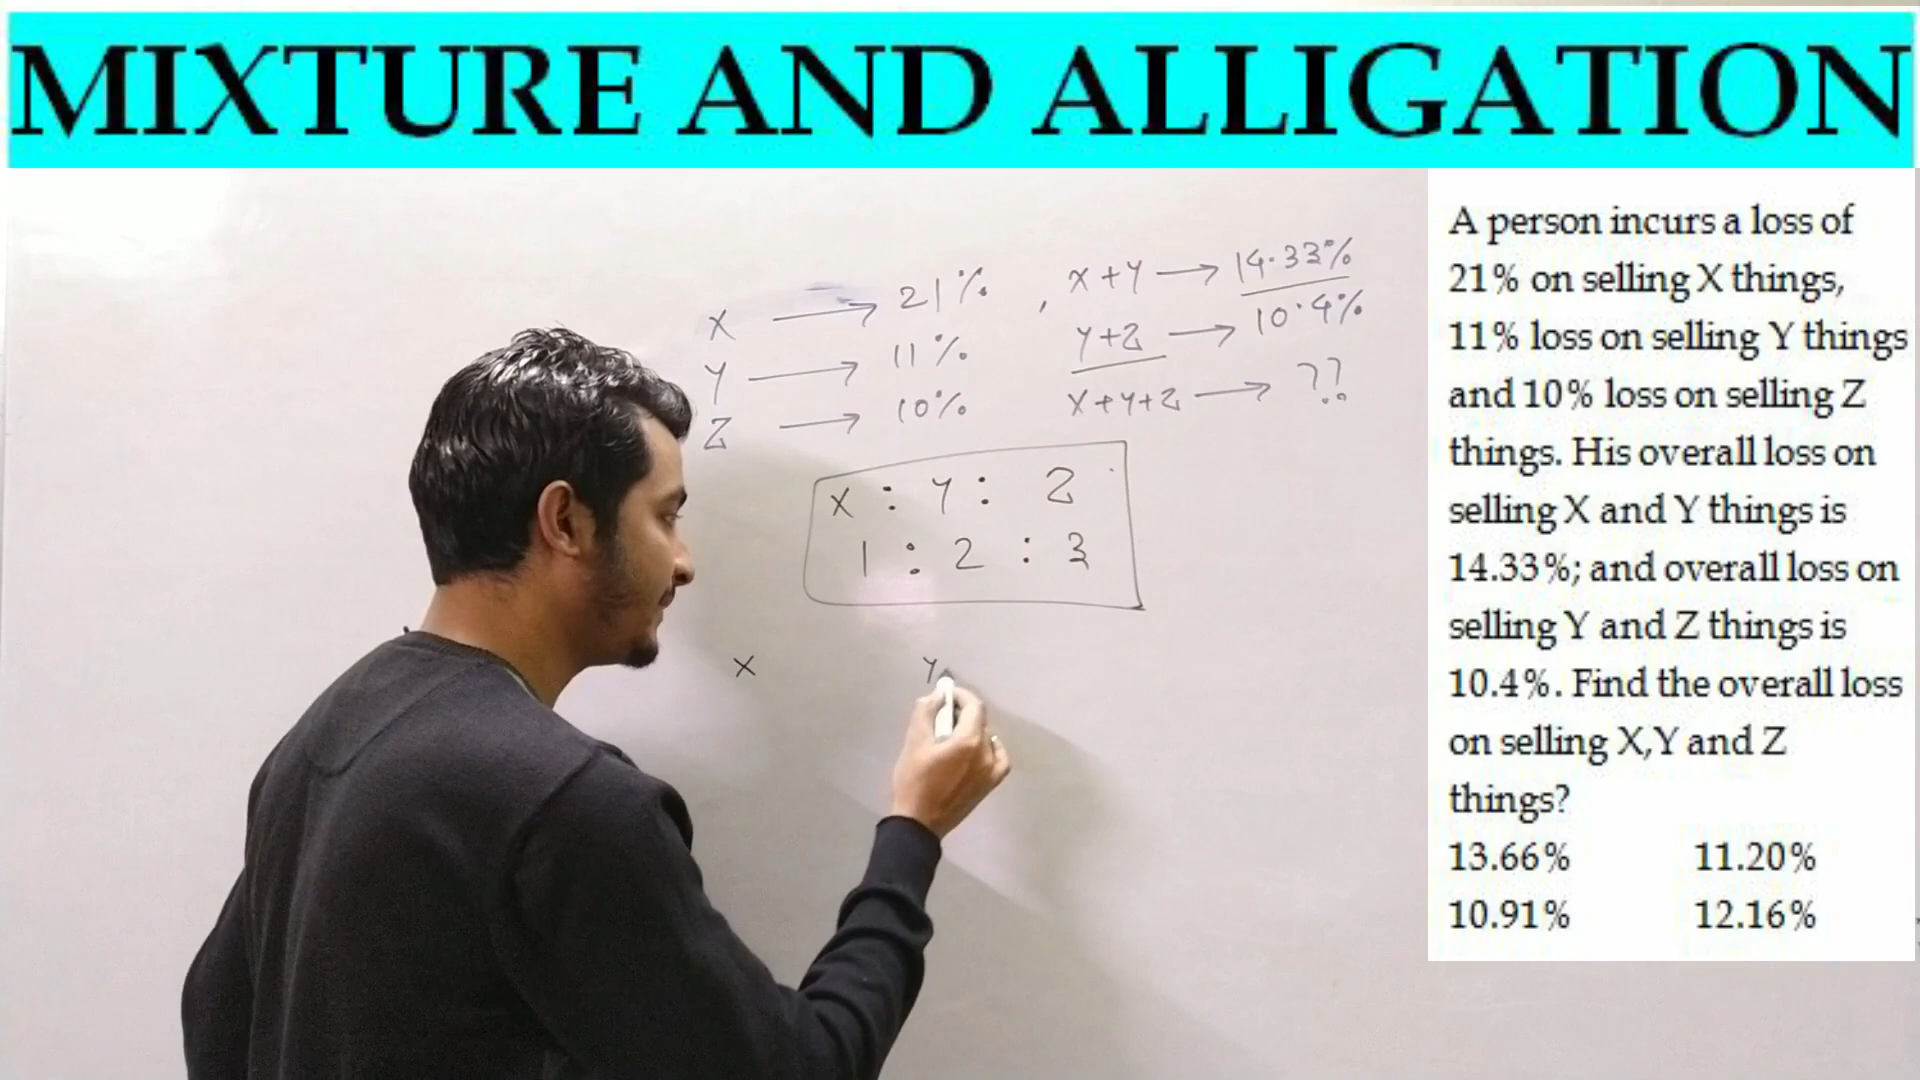 MIXTURE AND ALLIGATION
X → 21% , X+Y → 14.33%
Y → 11% Y+Z → 10.4%
Z → 10% X+Y+Z → ??
X : Y : Z
1 : 2 : 3
X Y
A person incurs a loss of
21% on selling X things,
11% loss on selling Y things
and 10% loss on selling Z
things. His overall loss on
selling X and Y things is
14.33%; and overall loss on
selling Y and Z things is
10.4%. Find the overall loss
on selling X,Y and Z
things?
13.66% 11.20%
10.91% 12.16%